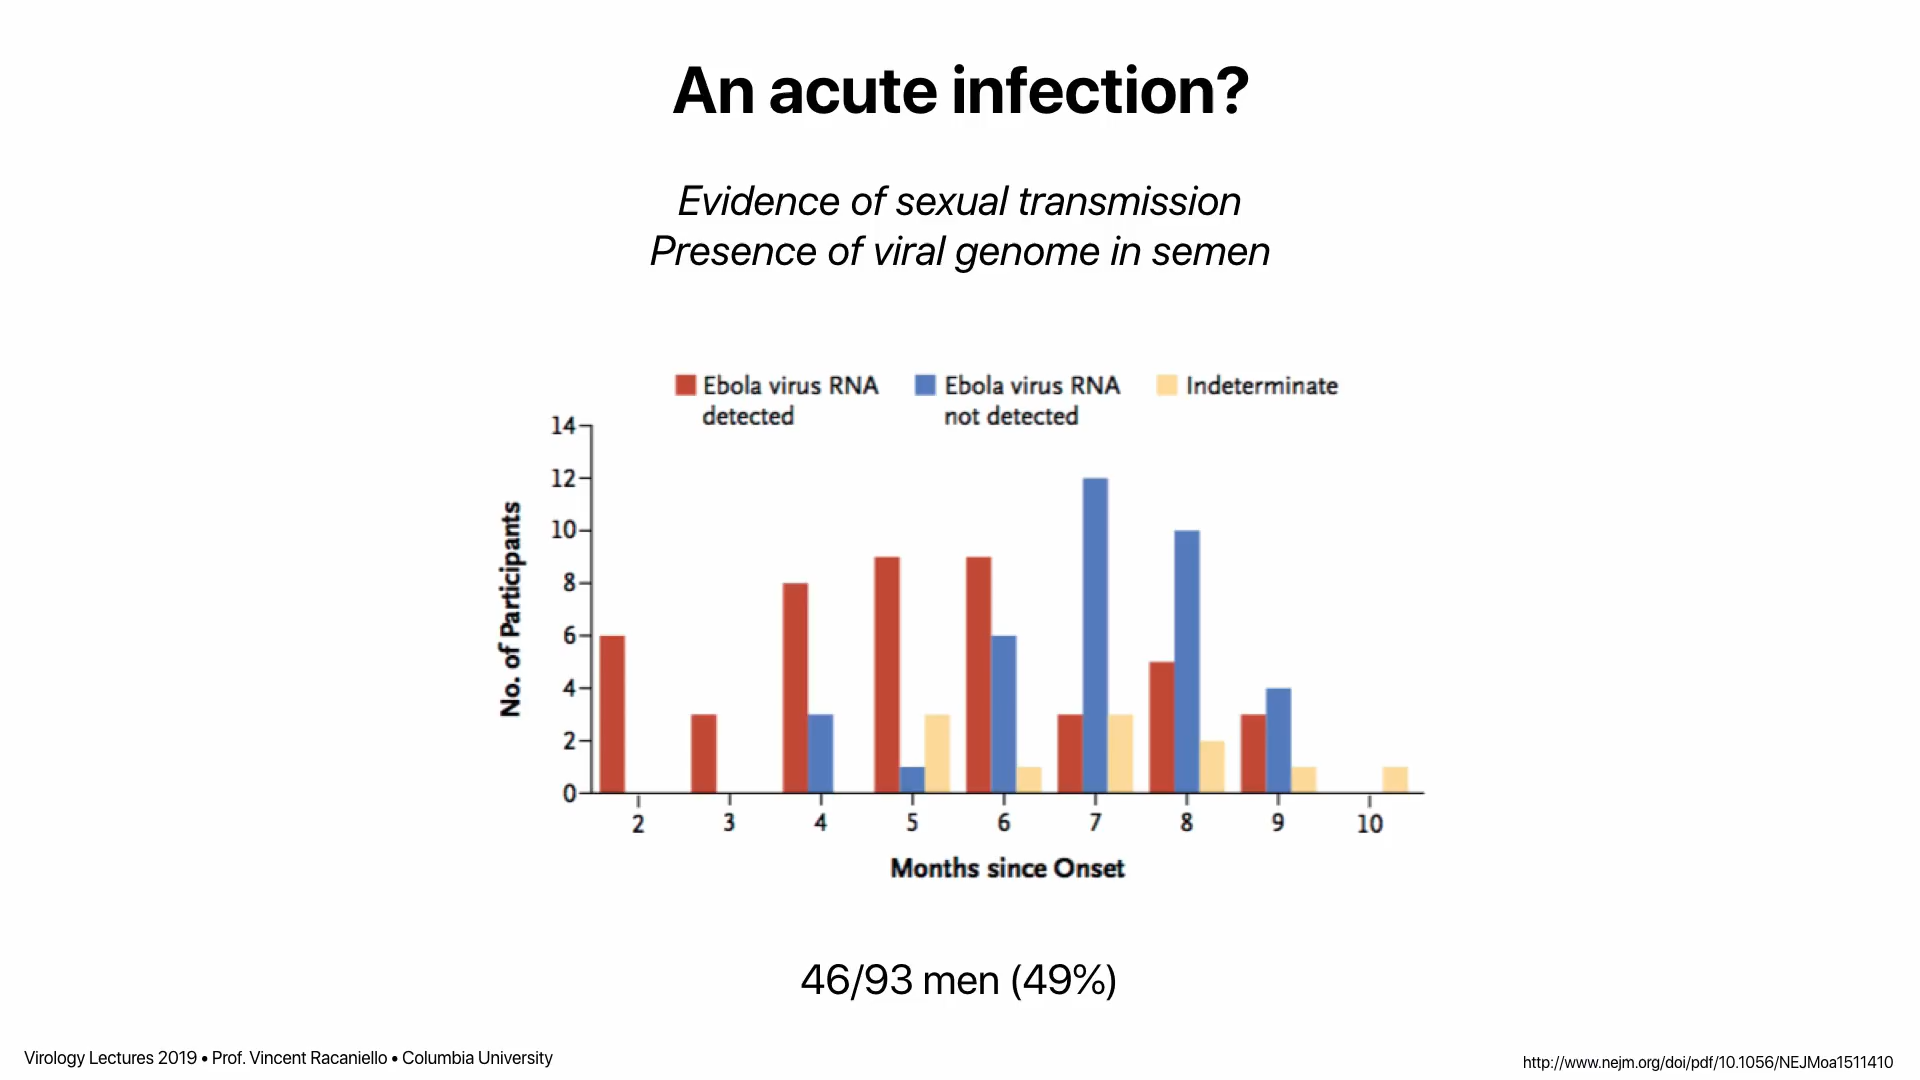 An acute infection?
Evidence of sexual transmission
Presence of viral genome in semen
Ebola virus RNA detected
Ebola virus RNA not detected
Indeterminate
No. of Participants
14
12
10
8
6
4
2
0
2 3 4 5 6 7 8 9 10
Months since Onset
46/93 men (49%)
Virology Lectures 2019 • Prof. Vincent Racaniello • Columbia University
http://www.nejm.org/doi/pdf/10.1056/NEJMoa1511410